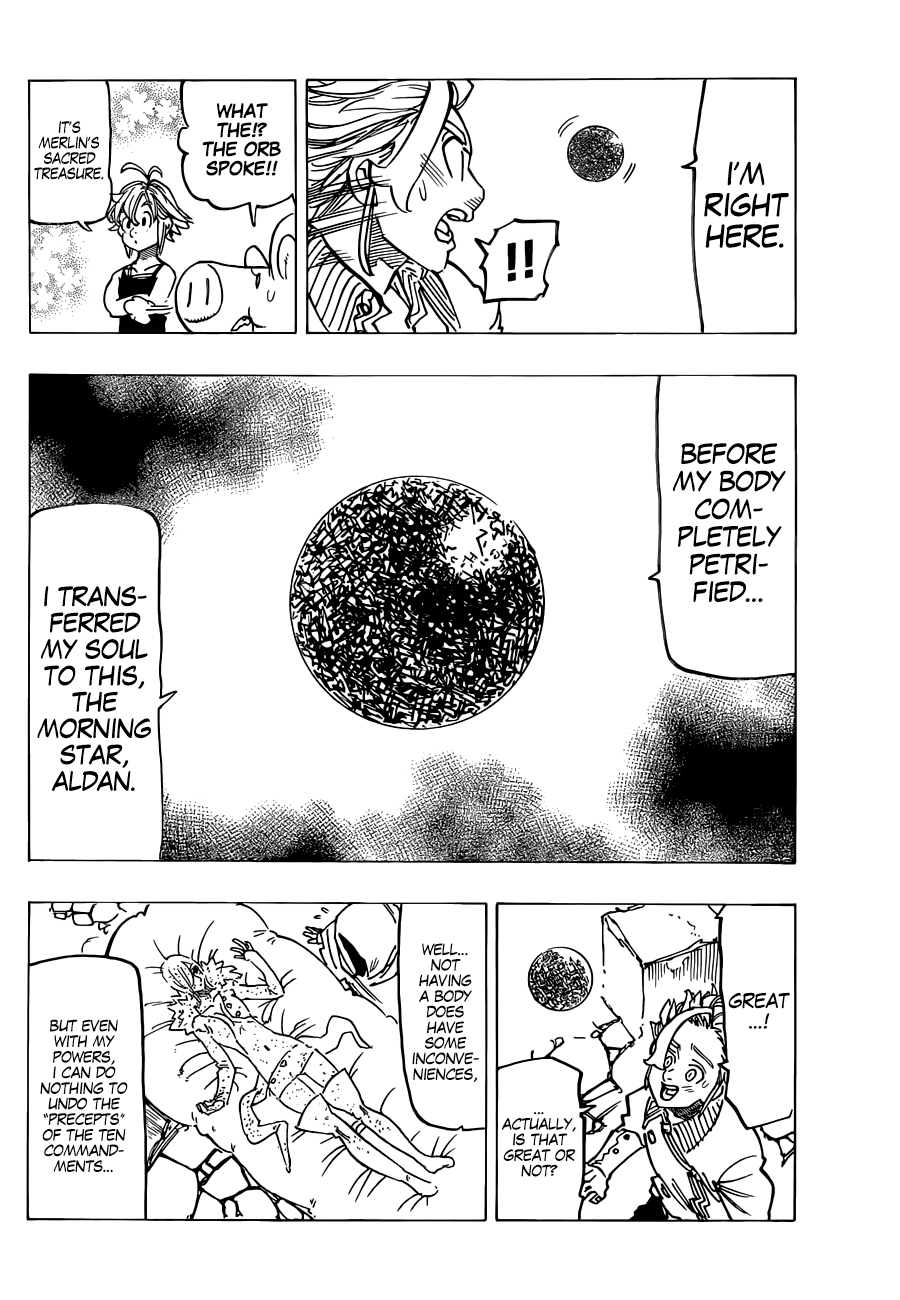 I'M
RIGHT
HERE.
!!
WHAT
THE!?
THE ORB
SPOKE!!
IT'S
MERLIN'S
SACRED
TREASURE.
BEFORE
MY BODY
COM-
PLETELY
PETRI-
FIED...
I TRANS-
FERRED
MY SOUL
TO THIS,
THE
MORNING
STAR,
ALDAN.
GREAT
...!
...
ACTUALLY,
IS THAT
GREAT OR
NOT?
WELL...
NOT
HAVING
A BODY
DOES
HAVE
SOME
INCONVE-
NIENCES,
BUT EVEN
WITH MY
POWERS,
I CAN DO
NOTHING TO
UNDO THE
"PRECEPTS"
OF THE TEN
COMMAND-
MENTS...